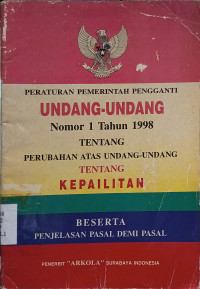 PERATURAN PEMERINTAH PENGGANTI
UNDANG-UNDANG
Nomor 1 Tahun 1998
TENTANG
PERUBAHAN ATAS UNDANG-UNDANG
TENTANG
KEPAILITAN
BESERTA
PENJELASAN PASAL DEMI PASAL
PENERBIT "ARKOLA" SURABAYA INDONESIA